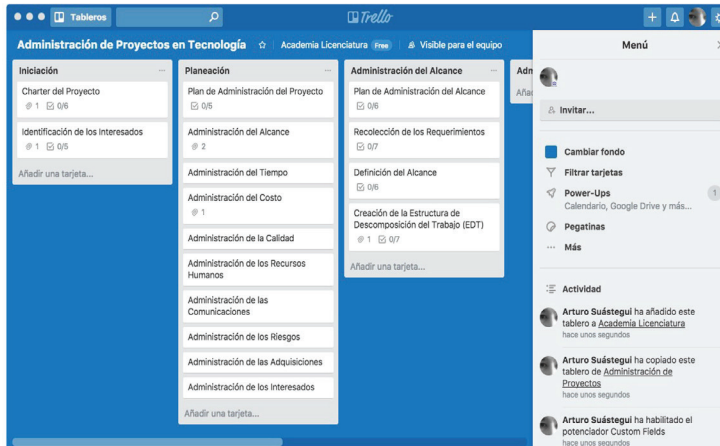 Tableros
Trello
Administración de Proyectos en Tecnología
Academia Licenciatura Free
Visible para el equipo
Iniciación
Charter del Proyecto
1 0/6
Identificación de los Interesados
1 0/5
Añadir una tarjeta...
Planeación
Plan de Administración del Proyecto
0/6
Administración del Alcance
2
Administración del Tiempo
Administración del Costo
1
Administración de la Calidad
Administración de los Recursos
Humanos
Administración de las
Comunicaciones
Administración de los Riesgos
Administración de las Adquisiciones
Administración de los Interesados
Añadir una tarjeta...
Administración del Alcance
Plan de Administración del Alcance
0/6
Recolección de los Requerimientos
0/7
Definición del Alcance
0/6
Creación de la Estructura de
Descomposición del Trabajo (EDT)
1 0/7
Añadir una tarjeta...
Adn
Añad
Menú
Invitar...
Cambiar fondo
Filtrar tarjetas
Power-Ups 1
Calendario, Google Drive y más...
Pegatinas
Más
Actividad
Arturo Suástegui ha añadido este
tablero a Academia Licenciatura
hace unos segundos
Arturo Suástegui ha copiado este
tablero de Administración de
Proyectos
hace unos segundos
Arturo Suástegui ha habilitado el
potenciador Custom Fields
hace unos segundos